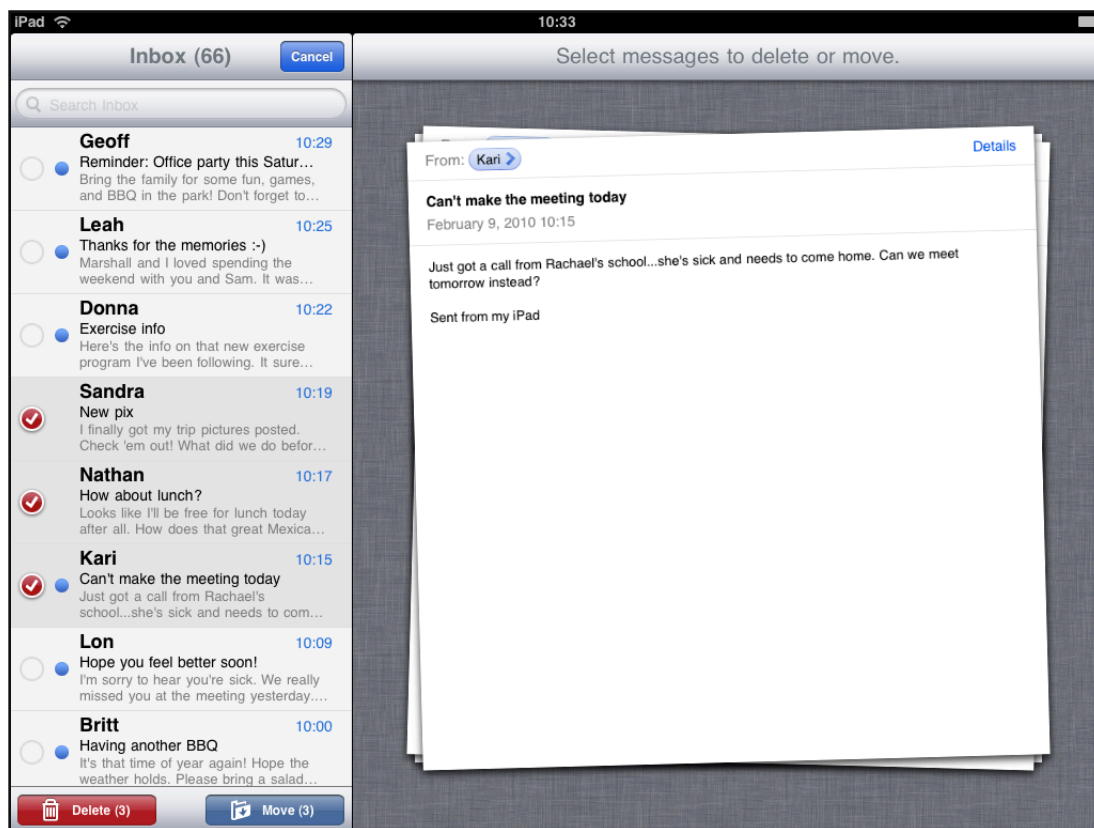 iPad 10:33
Inbox (66) Cancel
Search Inbox
Geoff 10:29
Reminder: Office party this Satur...
Bring the family for some fun, games,
and BBQ in the park! Don't forget to...
Leah 10:25
Thanks for the memories :-)
Marshall and I loved spending the
weekend with you and Sam. It was...
Donna 10:22
Exercise info
Here's the info on that new exercise
program I've been following. It sure...
Sandra 10:19
New pix
I finally got my trip pictures posted.
Check 'em out! What did we do befor...
Nathan 10:17
How about lunch?
Looks like I'll be free for lunch today
after all. How does that great Mexica...
Kari 10:15
Can't make the meeting today
Just got a call from Rachael's
school...she's sick and needs to com...
Lon 10:09
Hope you feel better soon!
I'm sorry to hear you're sick. We really
missed you at the meeting yesterday....
Britt 10:00
Having another BBQ
It's that time of year again! Hope the
weather holds. Please bring a salad...
Delete (3) Move (3)
Select messages to delete or move.
From: Kari Details
Can't make the meeting today
February 9, 2010 10:15
Just got a call from Rachael's school...she's sick and needs to come home. Can we meet
tomorrow instead?
Sent from my iPad